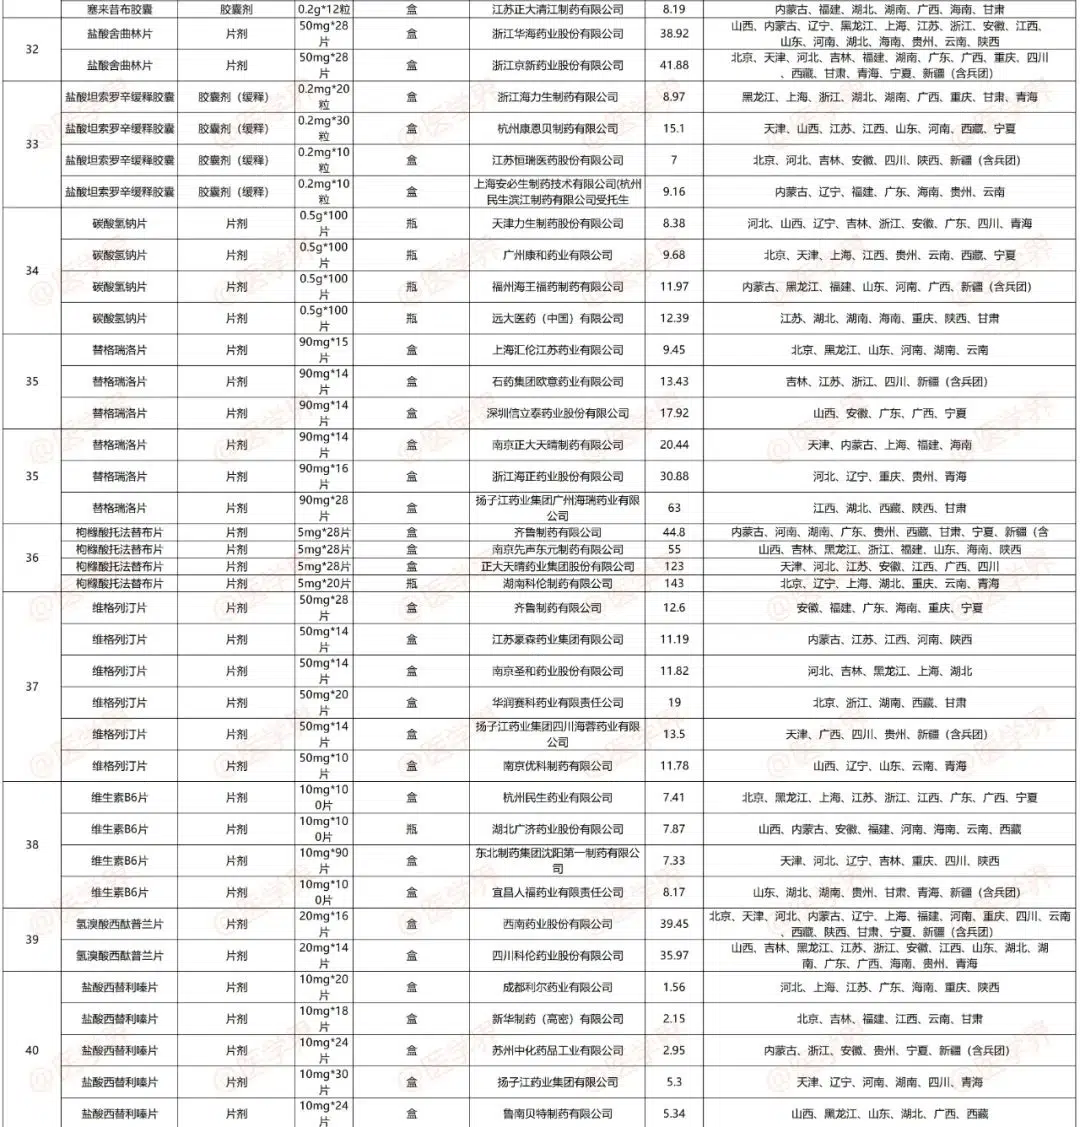 塞来昔布胶囊 胶囊剂 0.2g*12粒 盒 江苏正大清江制药有限公司 8.19 内蒙古、福建、湖北、湖南、广西、海南、甘肃
32
盐酸舍曲林片 片剂 50mg*28片 盒 浙江华海药业股份有限公司 38.92 山西、内蒙古、辽宁、黑龙江、上海、江苏、浙江、安徽、江西、
山东、河南、湖北、海南、贵州、云南、陕西
盐酸舍曲林片 片剂 50mg*28片 盒 浙江京新药业股份有限公司 41.88 北京、天津、河北、吉林、福建、湖南、广东、广西、重庆、四川
、西藏、甘肃、青海、宁夏、新疆（含兵团）
33
盐酸坦索罗辛缓释胶囊 胶囊剂（缓释） 0.2mg*20粒 盒 浙江海力生制药有限公司 8.97 黑龙江、上海、浙江、湖北、湖南、广西、重庆、甘肃、青海
盐酸坦索罗辛缓释胶囊 胶囊剂（缓释） 0.2mg*30粒 盒 杭州康恩贝制药有限公司 15.1 天津、山西、江苏、江西、山东、河南、西藏、宁夏
盐酸坦索罗辛缓释胶囊 胶囊剂（缓释） 0.2mg*10粒 盒 江苏恒瑞医药股份有限公司 7 北京、河北、吉林、安徽、四川、陕西、新疆（含兵团）
盐酸坦索罗辛缓释胶囊 胶囊剂（缓释） 0.2mg*10粒 盒 上海安必生制药技术有限公司(杭州
民生滨江制药有限公司受托生 9.16 内蒙古、辽宁、福建、广东、海南、贵州、云南
34
碳酸氢钠片 片剂 0.5g*100片 瓶 天津力生制药股份有限公司 8.38 河北、山西、辽宁、吉林、浙江、安徽、广东、四川、青海
碳酸氢钠片 片剂 0.5g*100片 瓶 广州康和药业有限公司 9.68 北京、天津、上海、江西、贵州、云南、西藏、宁夏
碳酸氢钠片 片剂 0.5g*100片 瓶 福州海王福药制药有限公司 11.97 内蒙古、黑龙江、福建、山东、河南、广西、新疆（含兵团）
碳酸氢钠片 片剂 0.5g*100片 瓶 远大医药（中国）有限公司 12.39 江苏、湖北、湖南、海南、重庆、陕西、甘肃
35
替格瑞洛片 片剂 90mg*15片 盒 上海汇伦江苏药业有限公司 9.45 北京、黑龙江、山东、河南、湖南、云南
替格瑞洛片 片剂 90mg*14片 盒 石药集团欧意药业有限公司 13.43 吉林、江苏、浙江、四川、新疆（含兵团）
替格瑞洛片 片剂 90mg*14片 盒 深圳信立泰药业股份有限公司 17.92 山西、安徽、广东、广西、宁夏
35
替格瑞洛片 片剂 90mg*14片 盒 南京正大天晴制药有限公司 20.44 天津、内蒙古、上海、福建、海南
替格瑞洛片 片剂 90mg*16片 盒 浙江海正药业股份有限公司 30.88 河北、辽宁、重庆、贵州、青海
替格瑞洛片 片剂 90mg*28片 盒 扬子江药业集团广州海瑞药业有限
公司 63 江西、湖北、西藏、陕西、甘肃
36
枸橼酸托法替布片 片剂 5mg*28片 盒 齐鲁制药有限公司 44.8 内蒙古、河南、湖南、广东、贵州、西藏、甘肃、宁夏、新疆（含
枸橼酸托法替布片 片剂 5mg*28片 盒 南京先声东元制药有限公司 55 山西、吉林、黑龙江、浙江、福建、山东、海南、陕西
枸橼酸托法替布片 片剂 5mg*28片 盒 正大天晴药业集团股份有限公司 123 天津、河北、江苏、安徽、江西、广西、四川
枸橼酸托法替布片 片剂 5mg*20片 瓶 湖南科伦制药有限公司 143 北京、辽宁、上海、湖北、重庆、云南、青海
37
维格列汀片 片剂 50mg*28片 盒 齐鲁制药有限公司 12.6 安徽、福建、广东、海南、重庆、宁夏
维格列汀片 片剂 50mg*14片 盒 江苏豪森药业集团有限公司 11.19 内蒙古、江苏、江西、河南、陕西
维格列汀片 片剂 50mg*14片 盒 南京圣和药业股份有限公司 11.82 河北、吉林、黑龙江、上海、湖北
维格列汀片 片剂 50mg*20片 盒 华润赛科药业有限责任公司 19 北京、浙江、湖南、西藏、甘肃
维格列汀片 片剂 50mg*14片 盒 扬子江药业集团四川海蓉药业有限
公司 13.5 天津、广西、四川、贵州、新疆（含兵团）
维格列汀片 片剂 50mg*10片 盒 南京优科制药有限公司 11.78 山西、辽宁、山东、云南、青海
38
维生素B6片 片剂 10mg*100片 盒 杭州民生药业有限公司 7.41 北京、黑龙江、上海、江苏、浙江、江西、广东、广西、宁夏
维生素B6片 片剂 10mg*100片 瓶 湖北广济药业股份有限公司 7.87 山西、内蒙古、安徽、福建、河南、海南、云南、西藏
维生素B6片 片剂 10mg*90片 盒 东北制药集团沈阳第一制药有限公
司 7.33 天津、河北、辽宁、吉林、重庆、四川、陕西
维生素B6片 片剂 10mg*100片 盒 宜昌人福药业有限责任公司 8.17 山东、湖北、湖南、贵州、甘肃、青海、新疆（含兵团）
39
氢溴酸西酞普兰片 片剂 20mg*16片 盒 西南药业股份有限公司 39.45 北京、天津、河北、内蒙古、辽宁、上海、福建、河南、重庆、四川、云南
、西藏、陕西、甘肃、宁夏、新疆（含兵团）
氢溴酸西酞普兰片 片剂 20mg*14片 盒 四川科伦药业股份有限公司 35.97 山西、吉林、黑龙江、江苏、浙江、安徽、江西、山东、湖北、湖
南、广东、广西、海南、贵州、青海
40
盐酸西替利嗪片 片剂 10mg*20片 盒 成都利尔药业有限公司 1.56 河北、上海、江苏、广东、海南、重庆、陕西
盐酸西替利嗪片 片剂 10mg*18片 盒 新华制药（高密）有限公司 2.15 北京、吉林、福建、江西、云南、甘肃
盐酸西替利嗪片 片剂 10mg*24片 盒 苏州中化药品工业有限公司 2.95 内蒙古、浙江、安徽、贵州、宁夏、新疆（含兵团）
盐酸西替利嗪片 片剂 10mg*30片 盒 扬子江药业集团有限公司 5.3 天津、辽宁、河南、湖南、四川、青海
盐酸西替利嗪片 片剂 10mg*24片 盒 鲁南贝特制药有限公司 5.34 山西、黑龙江、山东、湖北、广西、西藏
@医学界